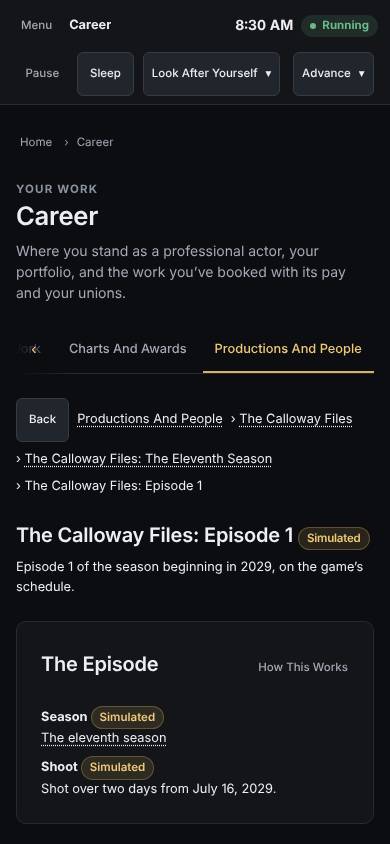 Menu Career 8:30 AM Running
Pause Sleep Look After Yourself ▾ Advance ▾
Home › Career
YOUR WORK
Career
Where you stand as a professional actor, your
portfolio, and the work you’ve booked with its pay
and your unions.
‹ Charts And Awards Productions And People
Back Productions And People › The Calloway Files
› The Calloway Files: The Eleventh Season
› The Calloway Files: Episode 1
The Calloway Files: Episode 1 Simulated
Episode 1 of the season beginning in 2029, on the game’s
schedule.
The Episode How This Works
Season Simulated
The eleventh season
Shoot Simulated
Shot over two days from July 16, 2029.